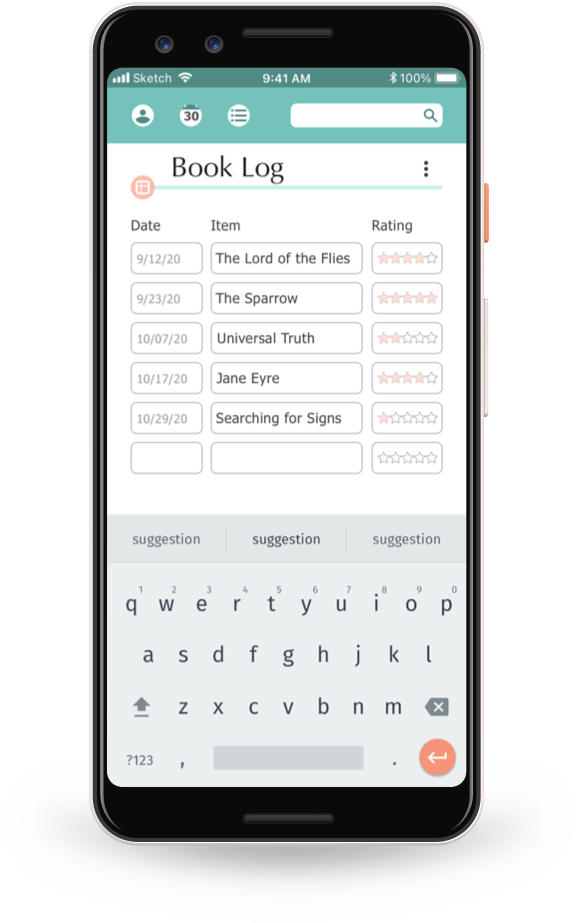 Sketch 9:41 AM 100%
30
Book Log
Date Item Rating
9/12/20 The Lord of the Flies
9/23/20 The Sparrow
10/07/20 Universal Truth
10/17/20 Jane Eyre
10/29/20 Searching for Signs
suggestion suggestion suggestion
1 2 3 4 5 6 7 8 9 0
q w e r t y u i o p
a s d f g h j k l
z x c v b n m
?123 , .